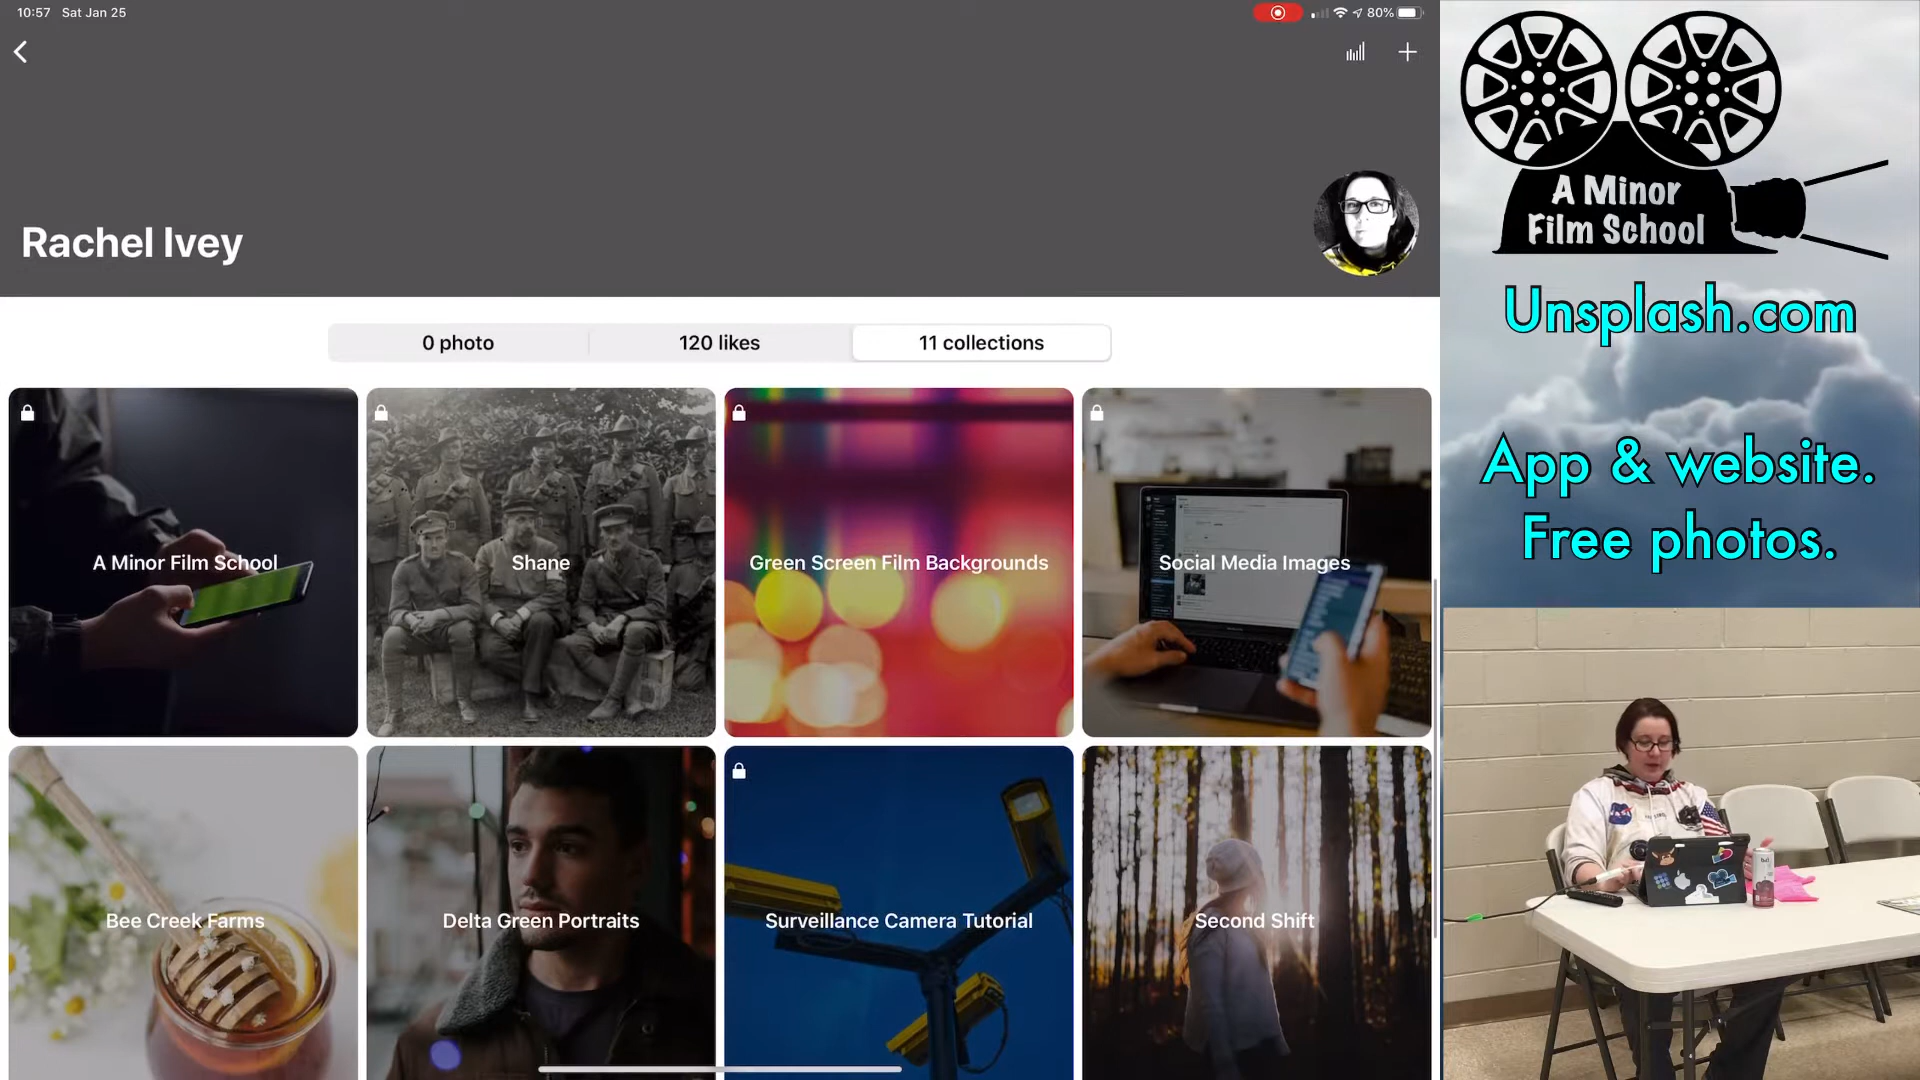 10:57 Sat Jan 25
80%
Rachel Ivey
0 photo
120 likes
11 collections
A Minor Film School
Shane
Green Screen Film Backgrounds
Social Media Images
Bee Creek Farms
Delta Green Portraits
Surveillance Camera Tutorial
Second Shift
A Minor
Film School
Unsplash.com
App & website.
Free photos.